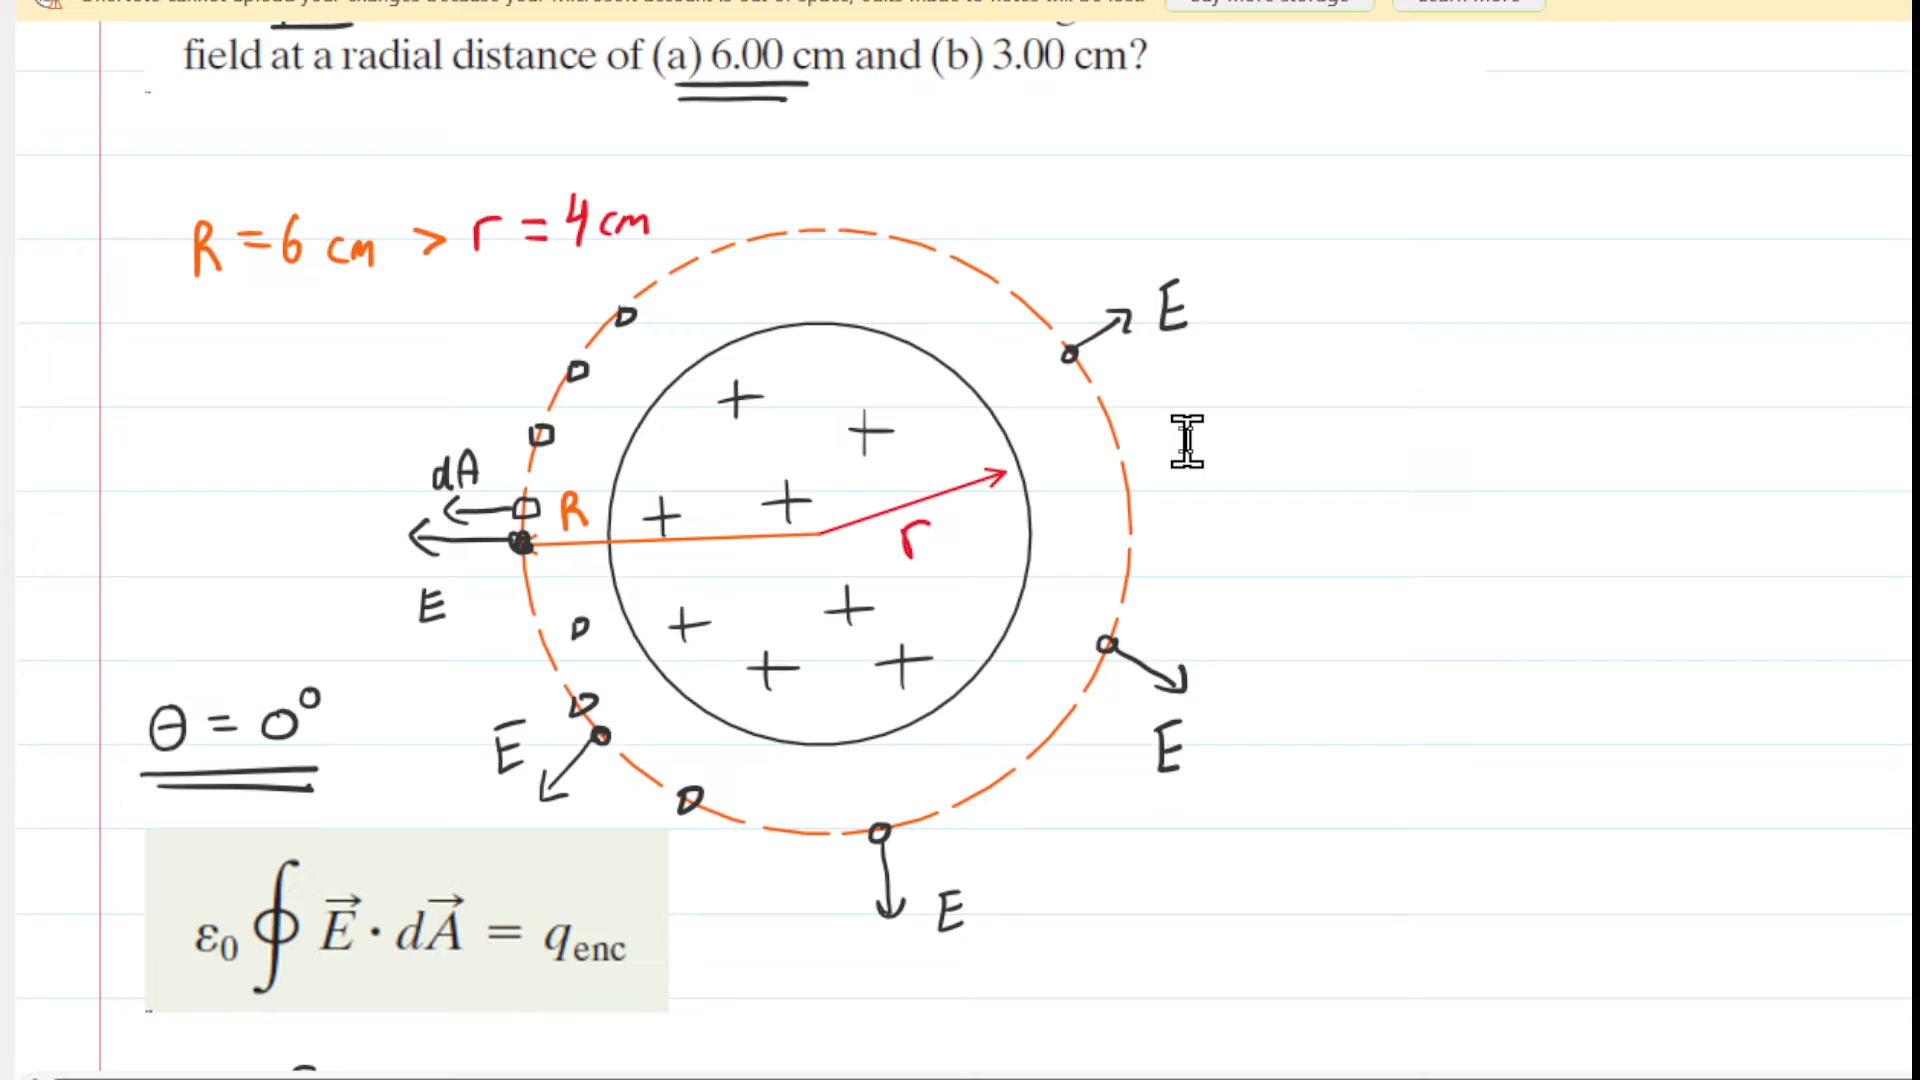 field at a radial distance of (a) 6.00 cm and (b) 3.00 cm?
R = 6 cm > r = 4 cm
E
dA
R
r
E
E
E
θ = 0°
E
ε0 ∮ E⃗ · dA⃗ = qenc